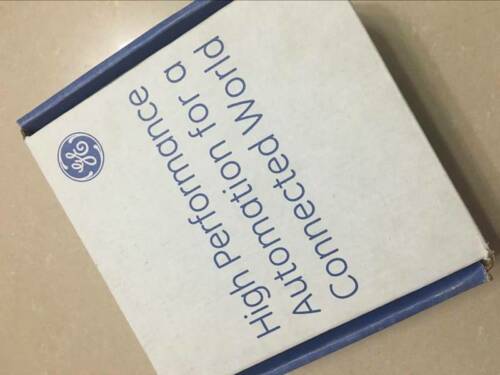 GE
High Performance
Automation for a
Connected World